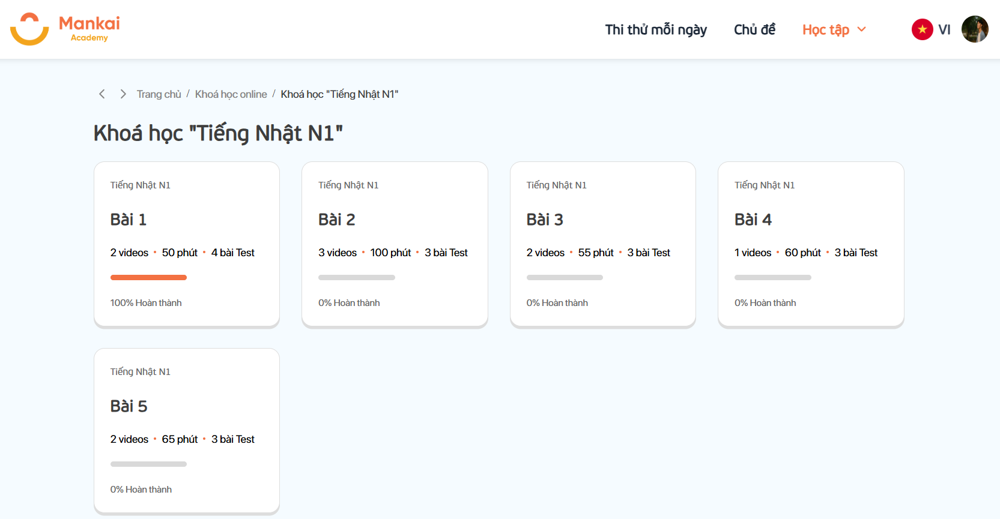 Mankai
Academy
Thi thử mỗi ngày
Chủ đề
Học tập
VI
Trang chủ / Khoá học online / Khoá học "Tiếng Nhật N1"
Khoá học "Tiếng Nhật N1"
Tiếng Nhật N1
Bài 1
2 videos • 50 phút • 4 bài Test
100% Hoàn thành
Tiếng Nhật N1
Bài 2
3 videos • 100 phút • 3 bài Test
0% Hoàn thành
Tiếng Nhật N1
Bài 3
2 videos • 55 phút • 3 bài Test
0% Hoàn thành
Tiếng Nhật N1
Bài 4
1 videos • 60 phút • 3 bài Test
0% Hoàn thành
Tiếng Nhật N1
Bài 5
2 videos • 65 phút • 3 bài Test
0% Hoàn thành